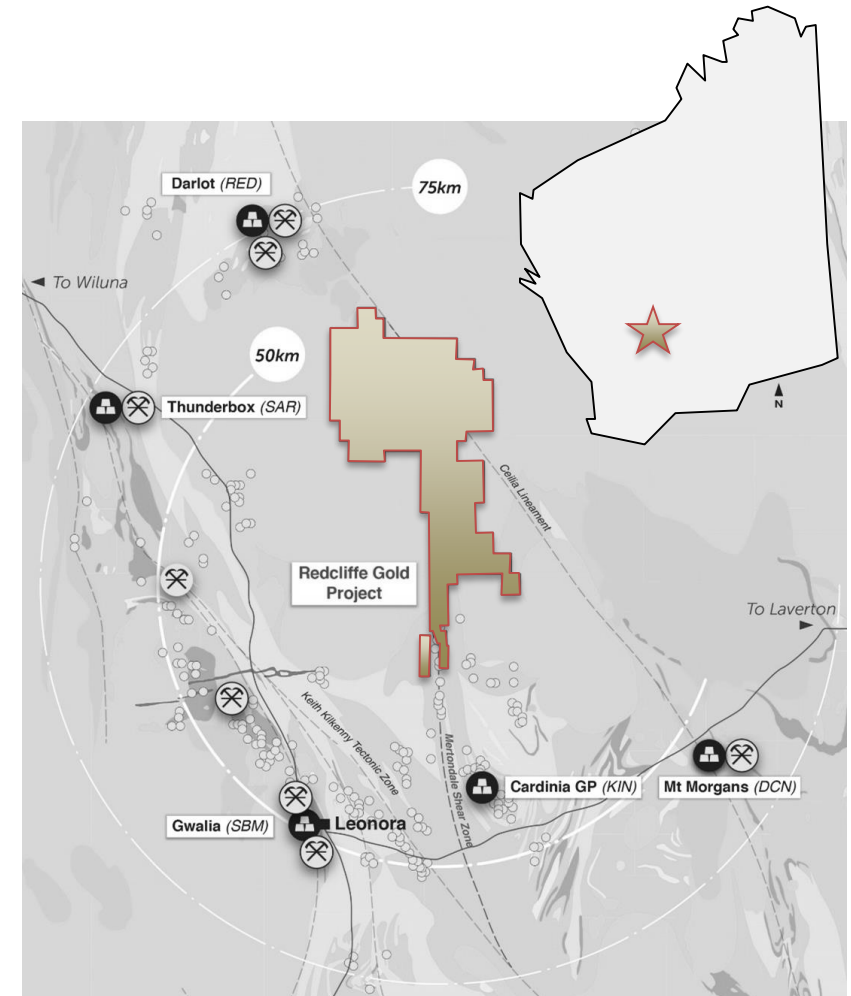 Darlot (RED)
75km
To Wiluna
50km
Thunderbox (SAR)
N
Ceilia Lineament
Redcliffe Gold
Project
To Laverton
Keith Kilkenny Tectonic Zone
Mertondale Shear Zone
Cardinia GP (KIN)
Mt Morgans (DCN)
Gwalia (SBM)
Leonora